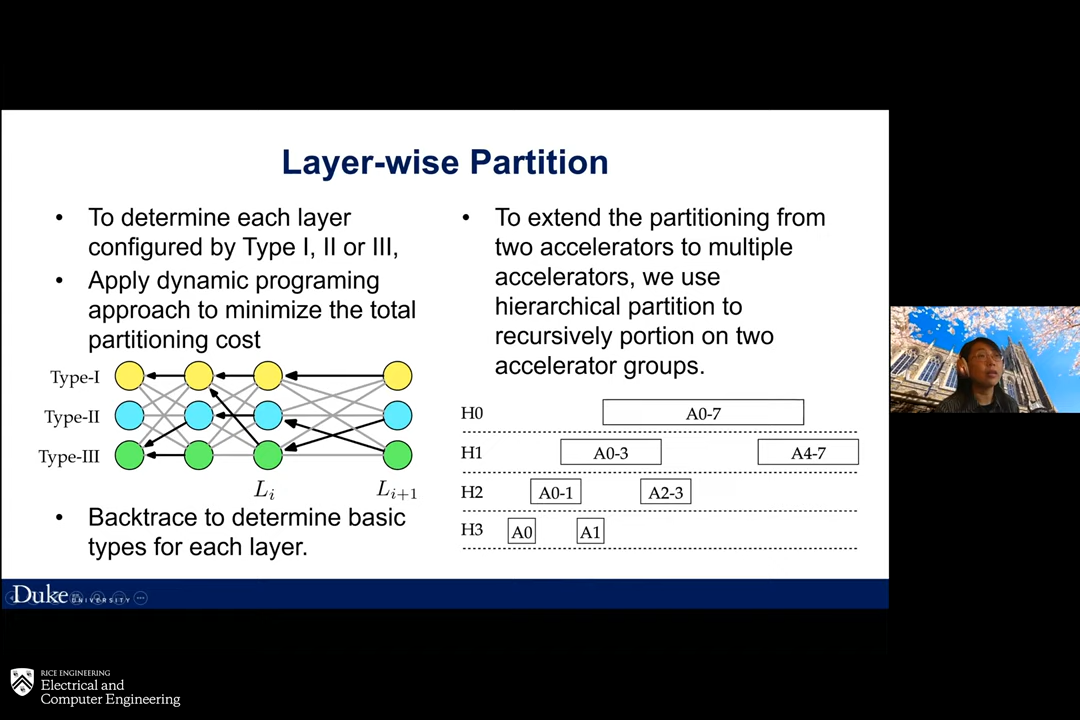 Layer-wise Partition
• To determine each layer
configured by Type I, II or III,
• Apply dynamic programing
approach to minimize the total
partitioning cost
Type-I
Type-II
Type-III
L_i
L_{i+1}
• Backtrace to determine basic
types for each layer.
• To extend the partitioning from
two accelerators to multiple
accelerators, we use
hierarchical partition to
recursively portion on two
accelerator groups.
H0 A0-7
H1 A0-3 A4-7
H2 A0-1 A2-3
H3 A0 A1
Duke UNIVERSITY
RICE ENGINEERING
Electrical and
Computer Engineering